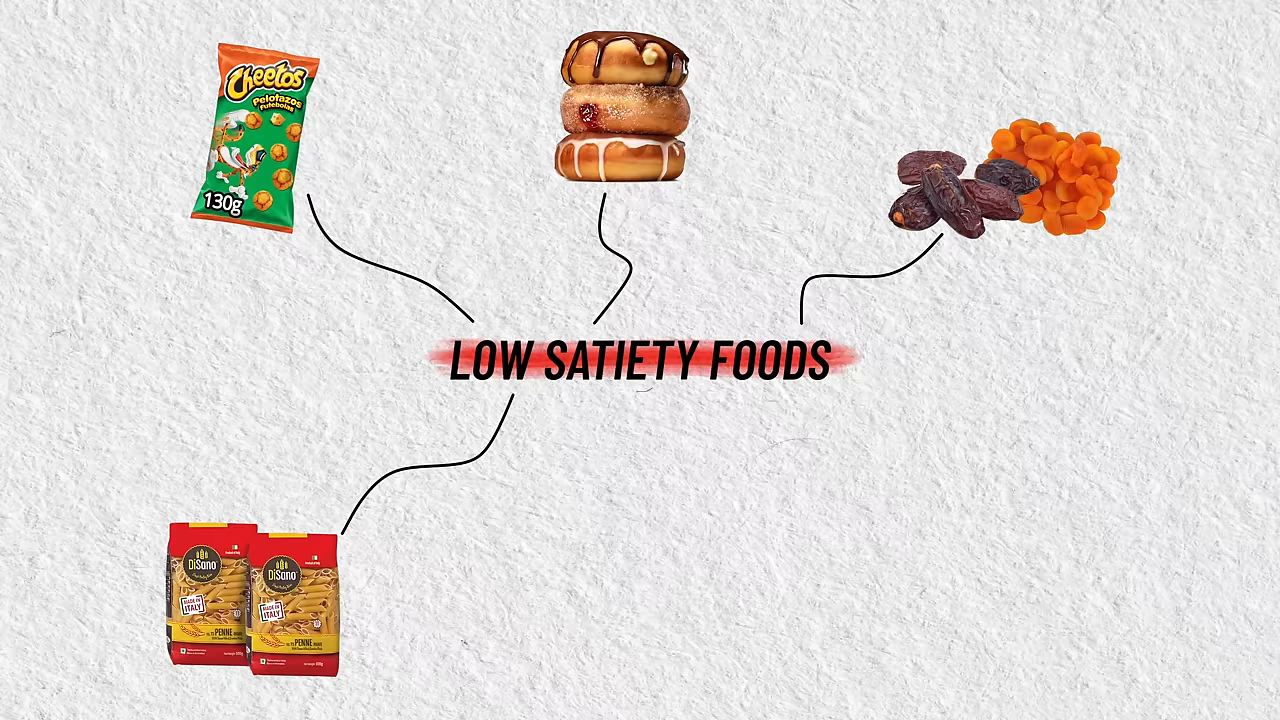 Cheetos
Pelotazos
Futebolas
130g
LOW SATIETY FOODS
DiSano
MADE IN
ITALY
PENNE
DiSano
MADE IN
ITALY
PENNE